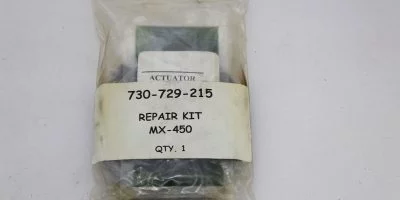 ACTUATOR
730-729-215
REPAIR KIT
MX-450
QTY. 1